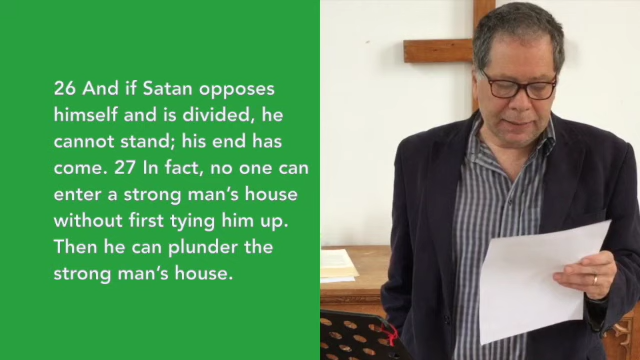 26 And if Satan opposes
himself and is divided, he
cannot stand; his end has
come. 27 In fact, no one can
enter a strong man’s house
without first tying him up.
Then he can plunder the
strong man’s house.